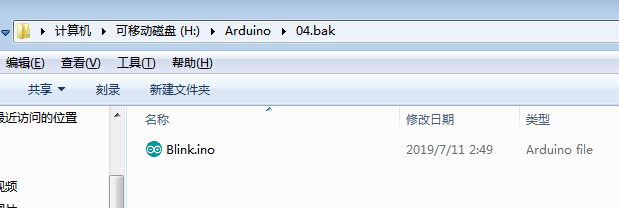 计算机 ▸ 可移动磁盘 (H:) ▸ Arduino ▸ 04.bak
编辑(E) 查看(V) 工具(T) 帮助(H)
共享 刻录 新建文件夹
最近访问的位置 名称 修改日期 类型
Blink.ino 2019/7/11 2:49 Arduino file
视频